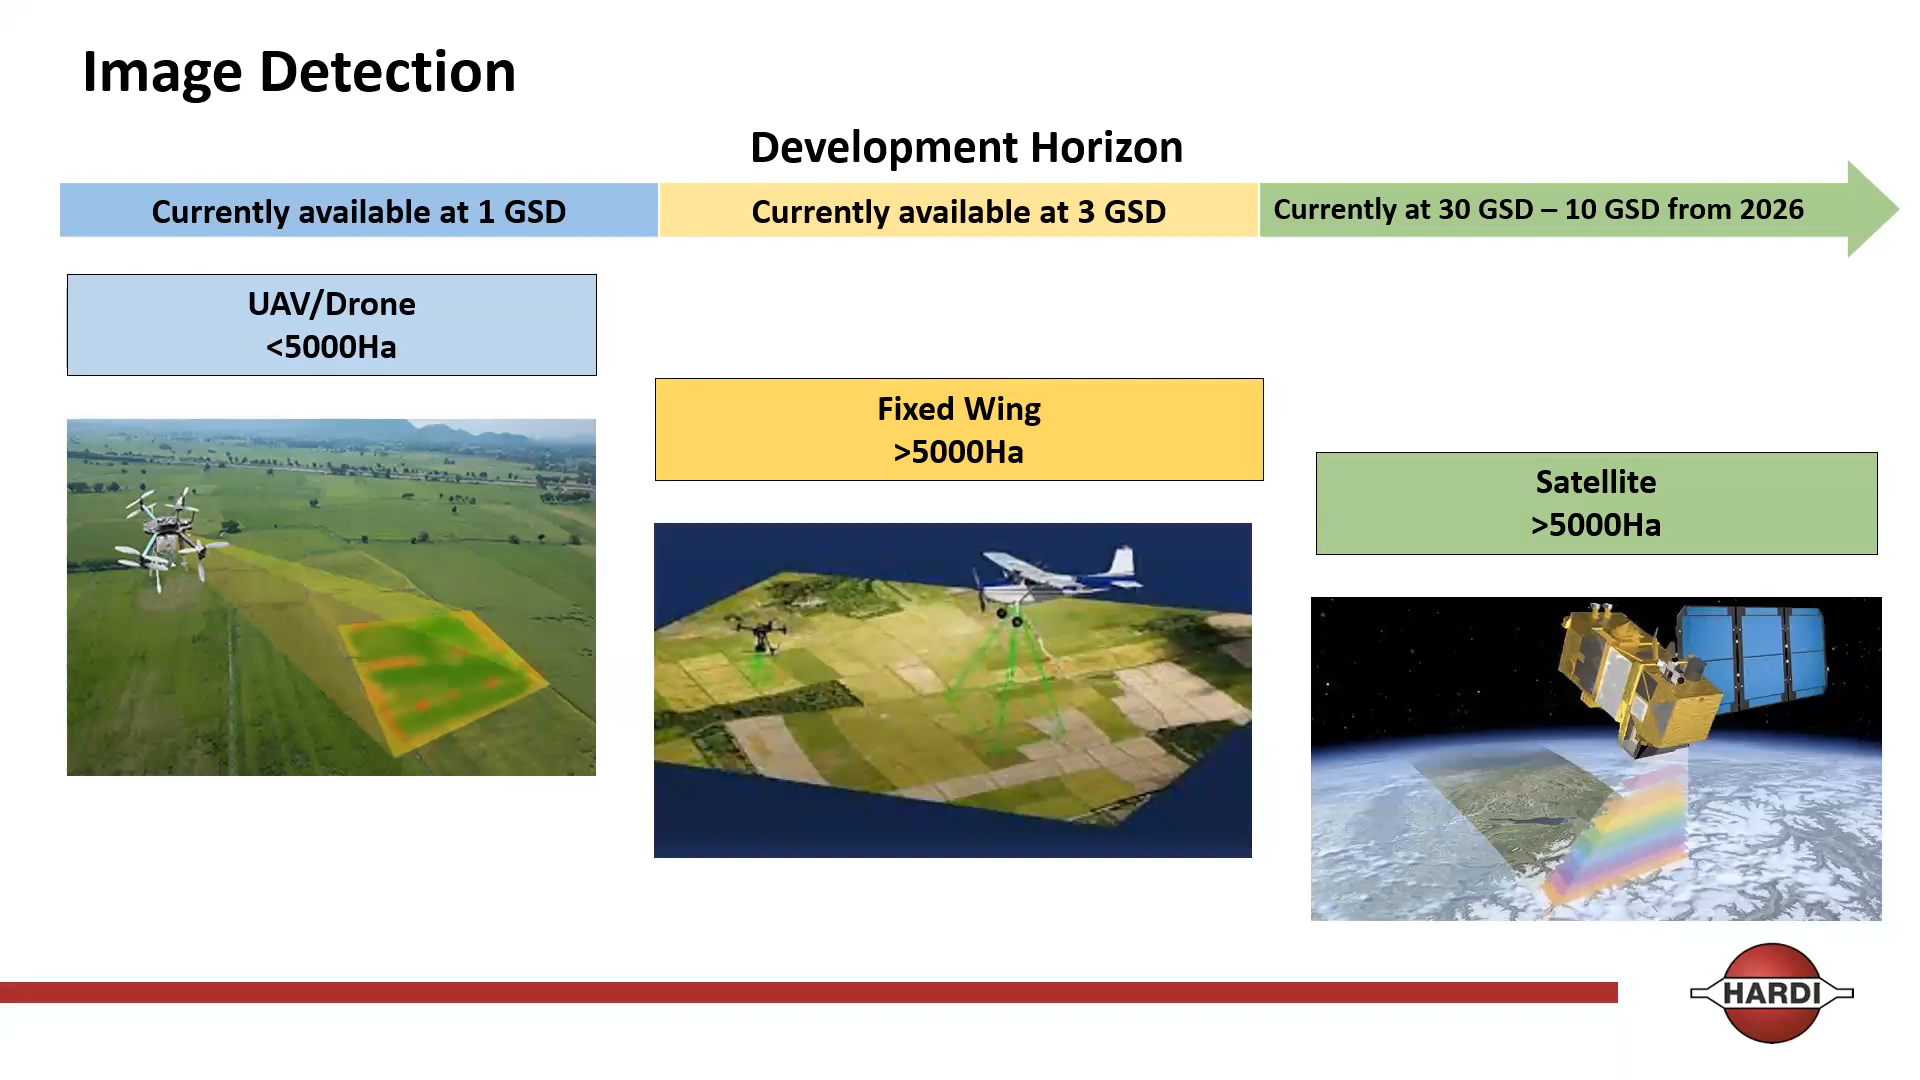 Image Detection
Development Horizon
Currently available at 1 GSD
Currently available at 3 GSD
Currently at 30 GSD – 10 GSD from 2026
UAV/Drone
<5000Ha
Fixed Wing
>5000Ha
Satellite
>5000Ha
HARDI